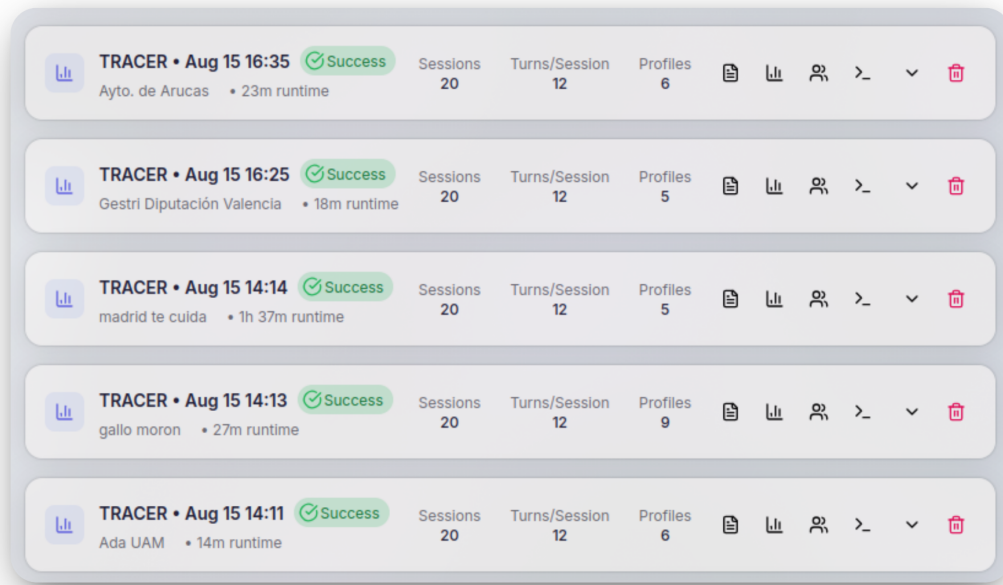 TRACER • Aug 15 16:35 Success
Ayto. de Arucas • 23m runtime
Sessions Turns/Session Profiles
20 12 6
TRACER • Aug 15 16:25 Success
Gestri Diputación Valencia • 18m runtime
Sessions Turns/Session Profiles
20 12 5
TRACER • Aug 15 14:14 Success
madrid te cuida • 1h 37m runtime
Sessions Turns/Session Profiles
20 12 5
TRACER • Aug 15 14:13 Success
gallo moron • 27m runtime
Sessions Turns/Session Profiles
20 12 9
TRACER • Aug 15 14:11 Success
Ada UAM • 14m runtime
Sessions Turns/Session Profiles
20 12 6